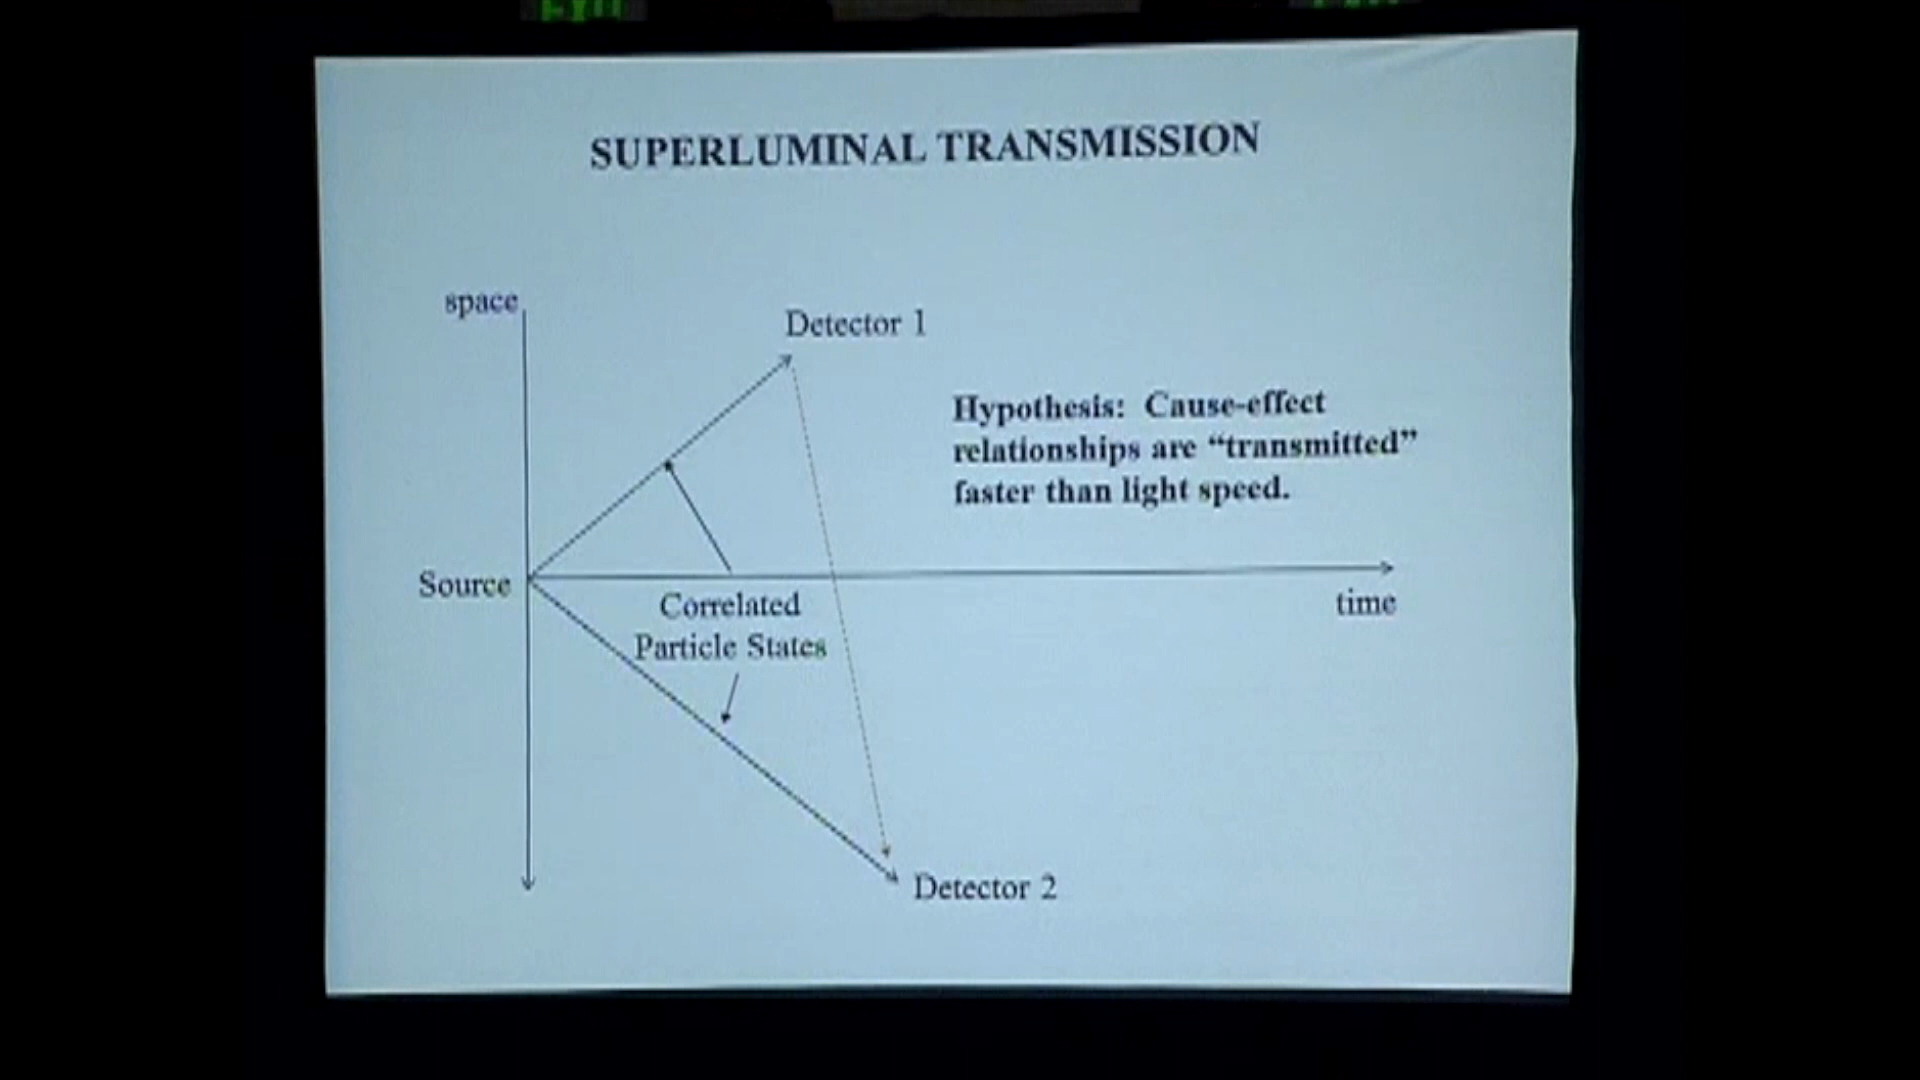 EXIT
SUPERLUMINAL TRANSMISSION
space
Detector 1
Hypothesis: Cause-effect
relationships are “transmitted”
faster than light speed.
Source
time
Correlated
Particle States
Detector 2